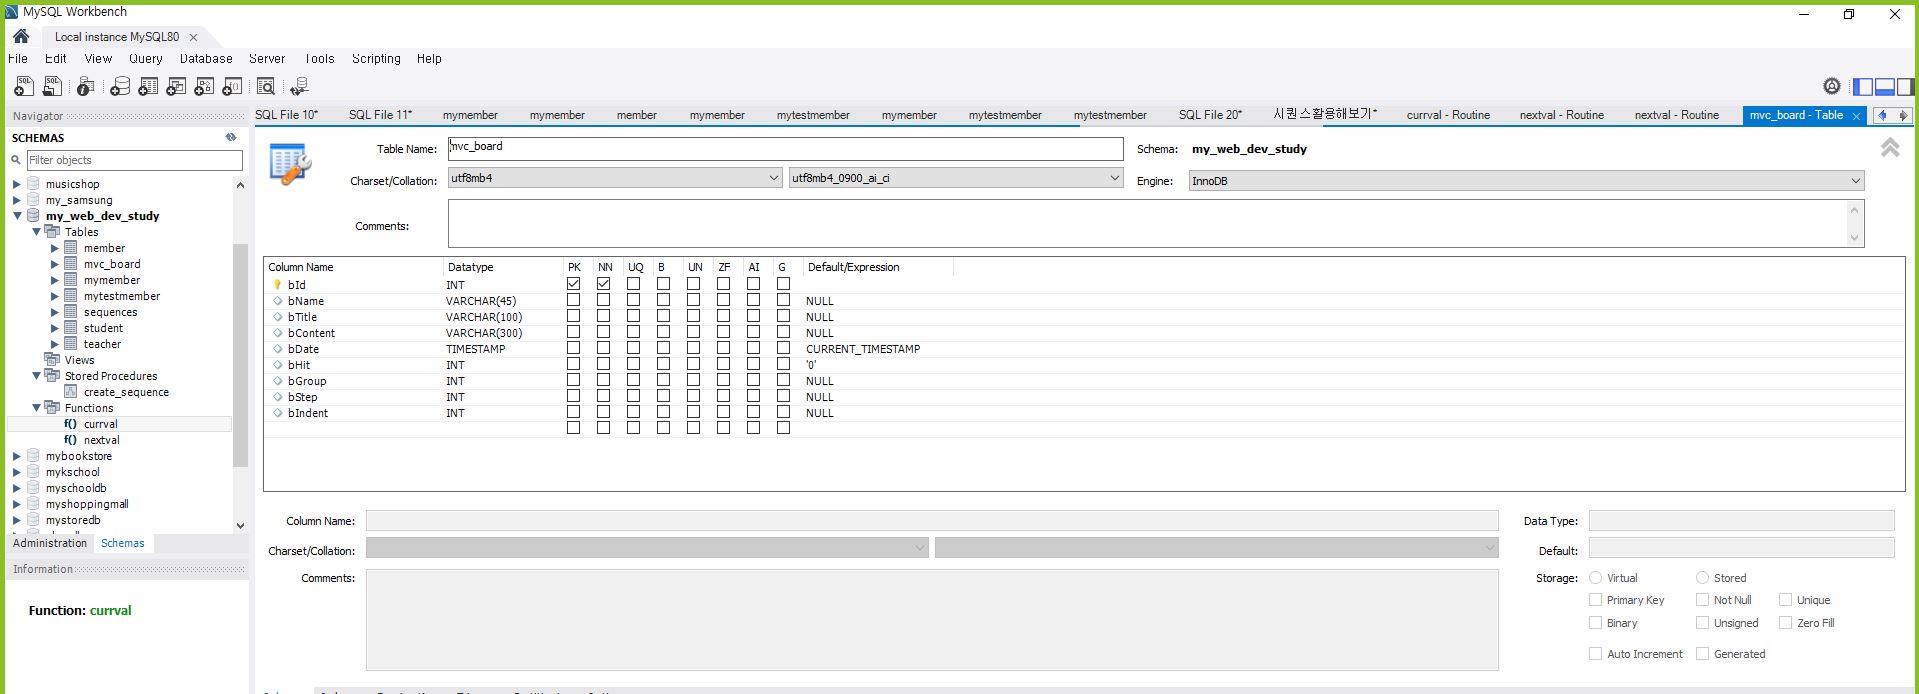 MySQL Workbench
Local instance MySQL80
File Edit View Query Database Server Tools Scripting Help
Navigator
SCHEMAS
Filter objects
musicshop
my_samsung
my_web_dev_study
Tables
member
mvc_board
mymember
mytestmember
sequences
student
teacher
Views
Stored Procedures
create_sequence
Functions
f() currval
f() nextval
mybookstore
mykschool
myschooldb
myshoppingmall
mystoredb
Administration Schemas
Information
Function: currval
SQL File 10* SQL File 11* mymember mymember member mymember mytestmember mymember mytestmember mytestmember SQL File 20* 시퀀스활용해보기* currval - Routine nextval - Routine nextval - Routine mvc_board - Table
Table Name: mvc_board Schema: my_web_dev_study
Charset/Collation: utf8mb4 utf8mb4_0900_ai_ci Engine: InnoDB
Comments:
Column Name Datatype PK NN UQ B UN ZF AI G Default/Expression
bId INT
bName VARCHAR(45) NULL
bTitle VARCHAR(100) NULL
bContent VARCHAR(300) NULL
bDate TIMESTAMP CURRENT_TIMESTAMP
bHit INT '0'
bGroup INT NULL
bStep INT NULL
bIndent INT NULL
Column Name: Data Type:
Charset/Collation: Default:
Comments: Storage: Virtual Stored
Primary Key Not Null Unique
Binary Unsigned Zero Fill
Auto Increment Generated